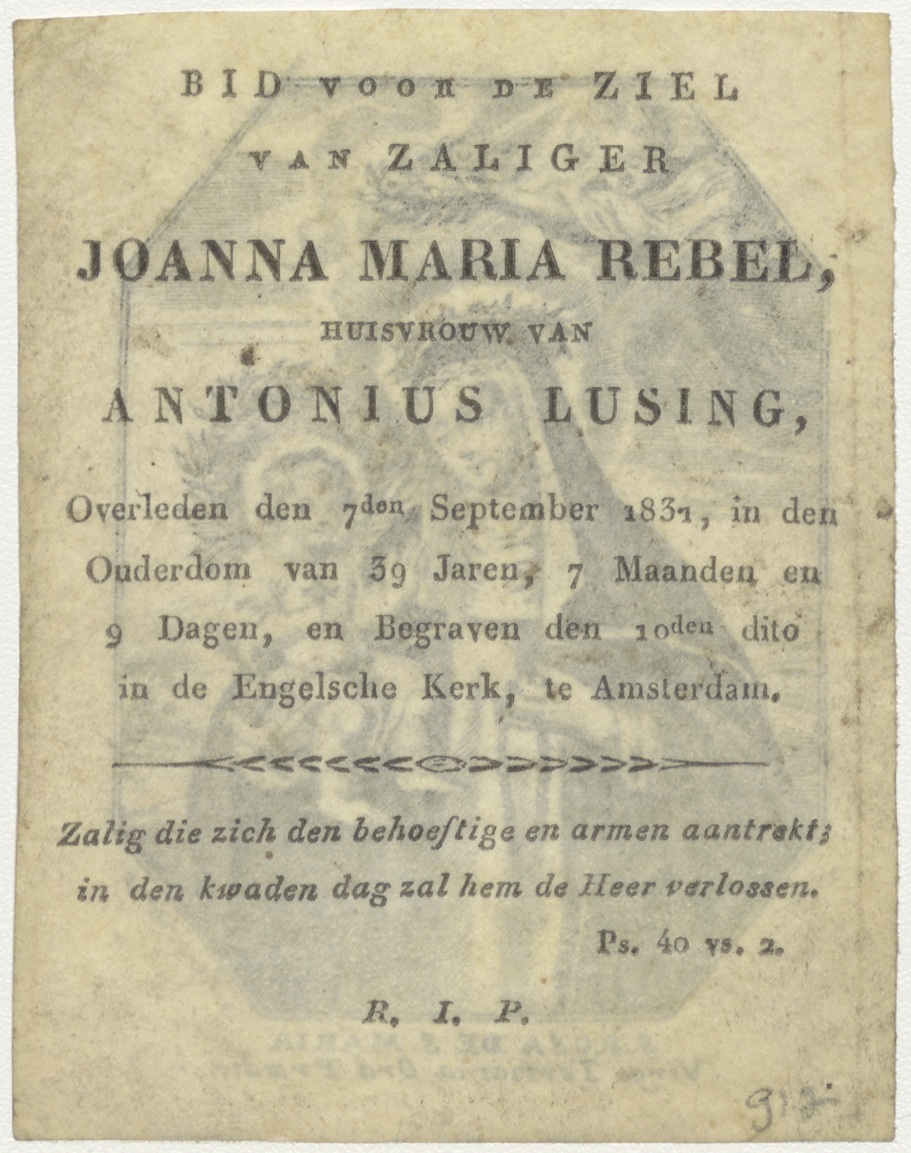 BID VOOR DE ZIEL
VAN ZALIGER
JOANNA MARIA REBEL,
HUISVROUW VAN
ANTONIUS LUSING,
Overleden den 7den September 1831, in den
Ouderdom van 39 Jaren, 7 Maanden en
9 Dagen, en Begraven den 10den dito
in de Engelsche Kerk, te Amsterdam.
Zalig die zich den behoeftige en armen aantrekt;
in den kwaden dag zal hem de Heer verlossen.
Ps. 40 vs. 2.
R. I. P.
S. ROSA DE S. MARIA